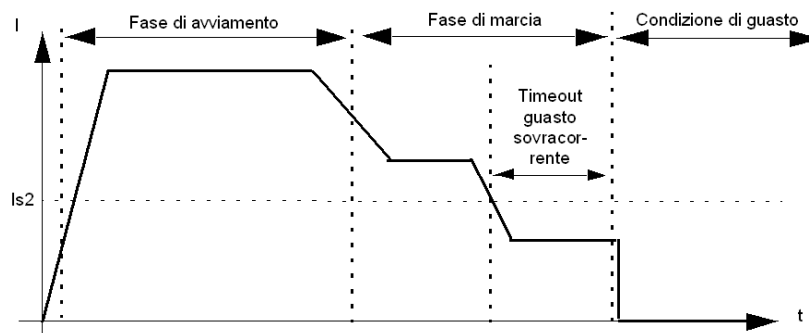 Fase di avviamento
Fase di marcia
Condizione di guasto
I
Timeout
guasto
sovracor-
rente
Is2
t